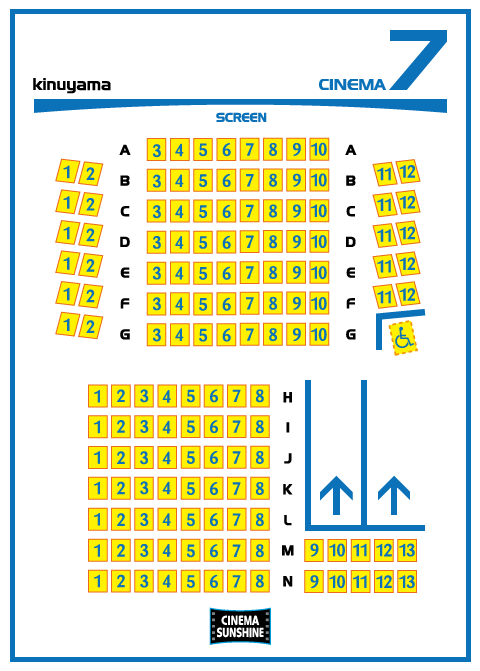 kinuyama CINEMA 7
SCREEN
A 3 4 5 6 7 8 9 10 A
1 2 B 3 4 5 6 7 8 9 10 B 11 12
1 2 C 3 4 5 6 7 8 9 10 C 11 12
1 2 D 3 4 5 6 7 8 9 10 D 11 12
1 2 E 3 4 5 6 7 8 9 10 E 11 12
1 2 F 3 4 5 6 7 8 9 10 F 11 12
1 2 G 3 4 5 6 7 8 9 10 G
1 2 3 4 5 6 7 8 H
1 2 3 4 5 6 7 8 I
1 2 3 4 5 6 7 8 J
1 2 3 4 5 6 7 8 K
1 2 3 4 5 6 7 8 L
1 2 3 4 5 6 7 8 M 9 10 11 12 13
1 2 3 4 5 6 7 8 N 9 10 11 12 13
CINEMA
SUNSHINE